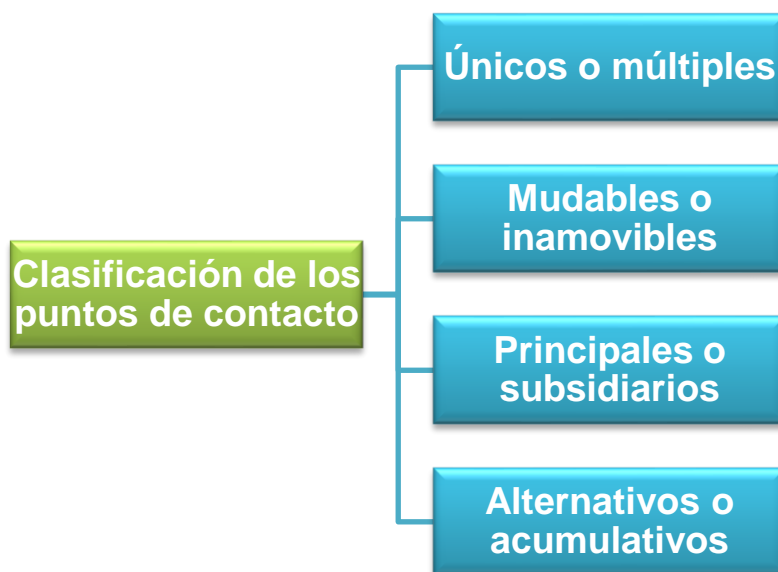 Clasificación de los
puntos de contacto
Únicos o múltiples
Mudables o
inamovibles
Principales o
subsidiarios
Alternativos o
acumulativos